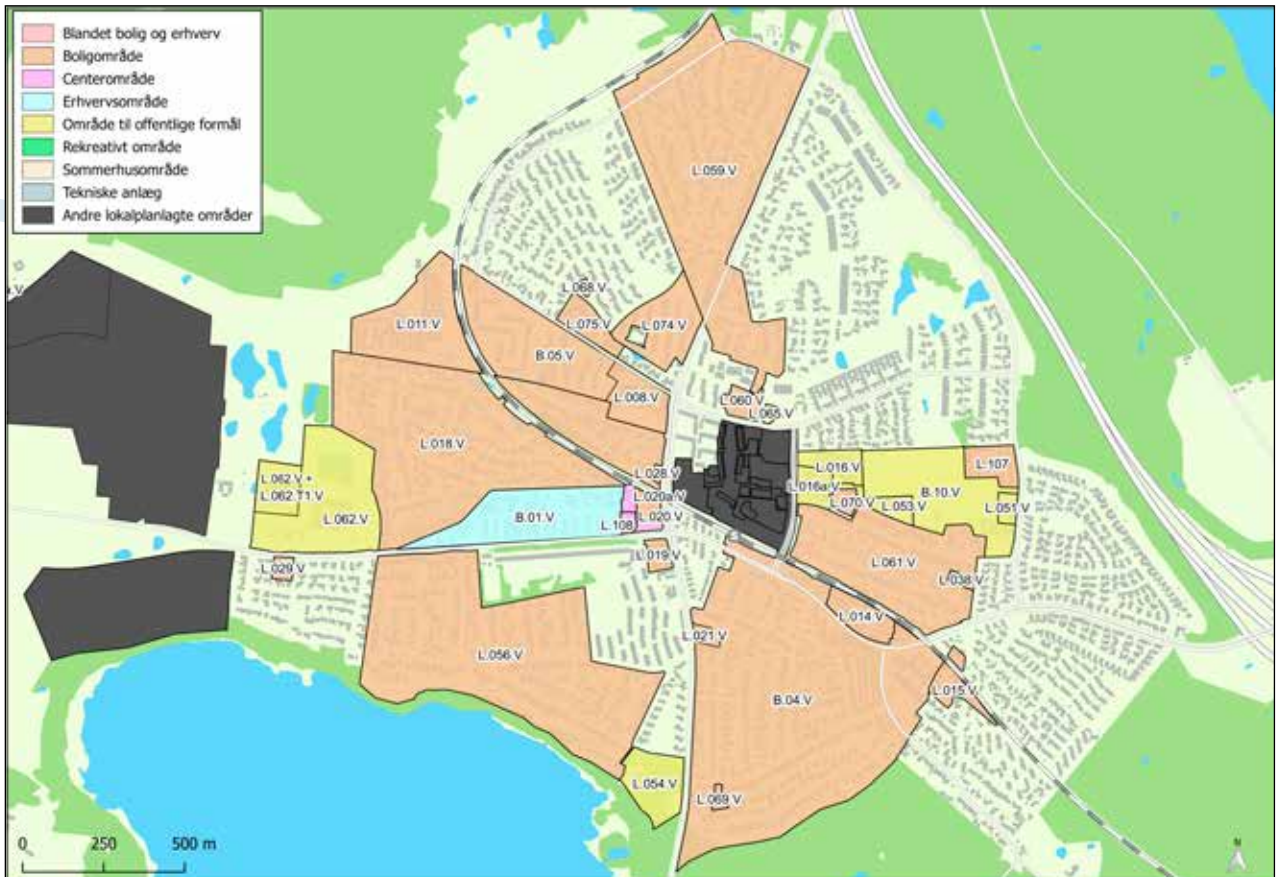 Blandet bolig og erhverv
Boligområde
Centerområde
Erhvervsområde
Område til offentlige formål
Rekreativt område
Sommerhusområde
Tekniske anlæg
Andre lokalplanlagte områder
L.059.V
L.068.V
L.075.V
L.074.V
L.011.V
B.05.V
L.008.V
L.060.V
L.065.V
L.018.V
L.028.V
L.016.V
L.107
L.062.V +
L.062.T1.V
L.016a.V
B.10.V
L.020a.V
L.070.V
L.053.V
L.051.V
L.062.V
B.01.V
L.108
L.020.V
L.019.V
L.061.V
L.029.V
L.038.V
L.014.V
L.021.V
L.056.V
L.015.V
B.04.V
L.054.V
L.069.V
0 250 500 m
N